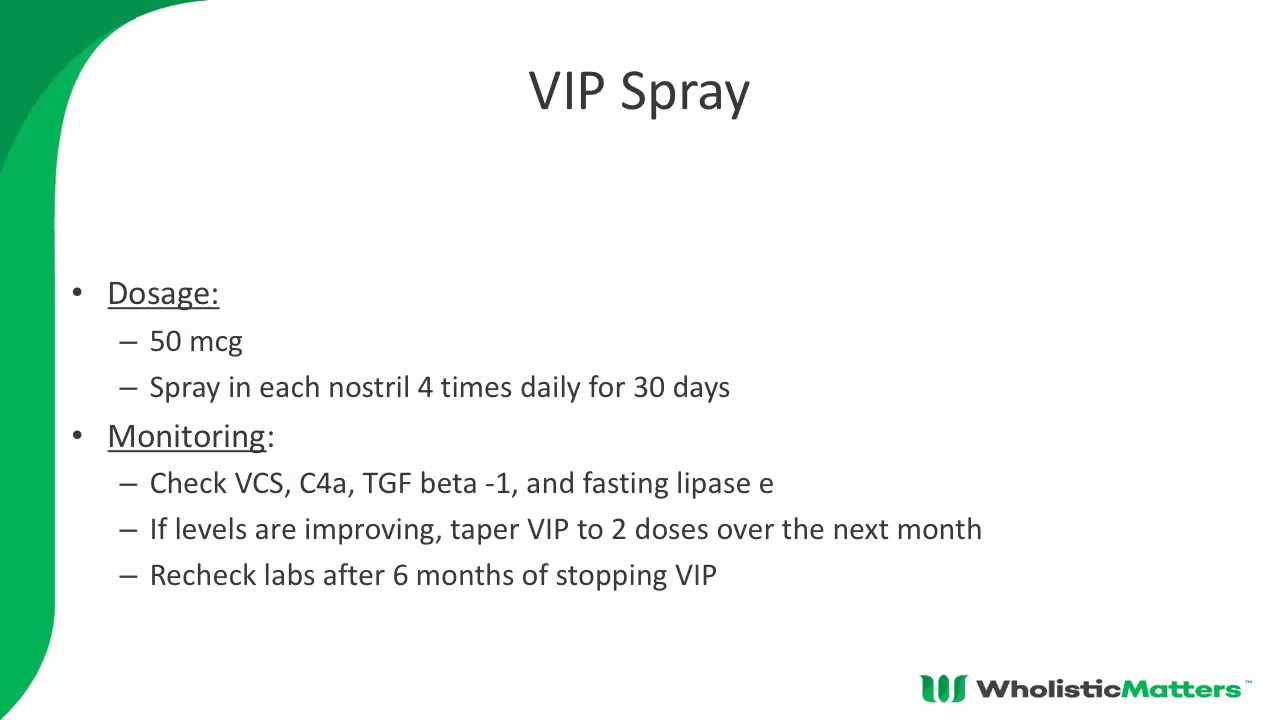 VIP Spray
• Dosage:
– 50 mcg
– Spray in each nostril 4 times daily for 30 days
• Monitoring:
– Check VCS, C4a, TGF beta -1, and fasting lipase e
– If levels are improving, taper VIP to 2 doses over the next month
– Recheck labs after 6 months of stopping VIP
WholisticMatters™